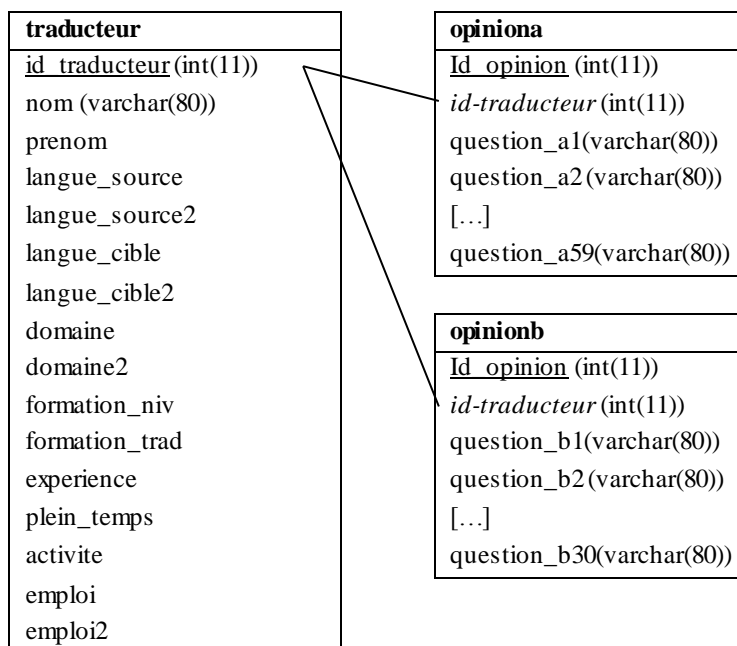 traducteur
id_traducteur (int(11))
nom (varchar(80))
prenom
langue_source
langue_source2
langue_cible
langue_cible2
domaine
domaine2
formation_niv
formation_trad
experience
plein_temps
activite
emploi
emploi2
opiniona
Id_opinion (int(11))
id-traducteur (int(11))
question_a1(varchar(80))
question_a2 (varchar(80))
[…]
question_a59(varchar(80))
opinionb
Id_opinion (int(11))
id-traducteur (int(11))
question_b1(varchar(80))
question_b2 (varchar(80))
[…]
question_b30(varchar(80))